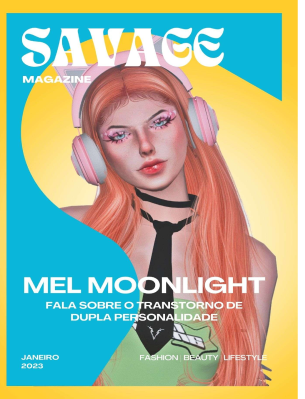 SAVAGE
MAGAZINE
MEL MOONLIGHT
FALA SOBRE O TRANSTORNO DE
DUPLA PERSONALIDADE
JANEIRO
2023
FASHION BEAUTY LIFESTYLE